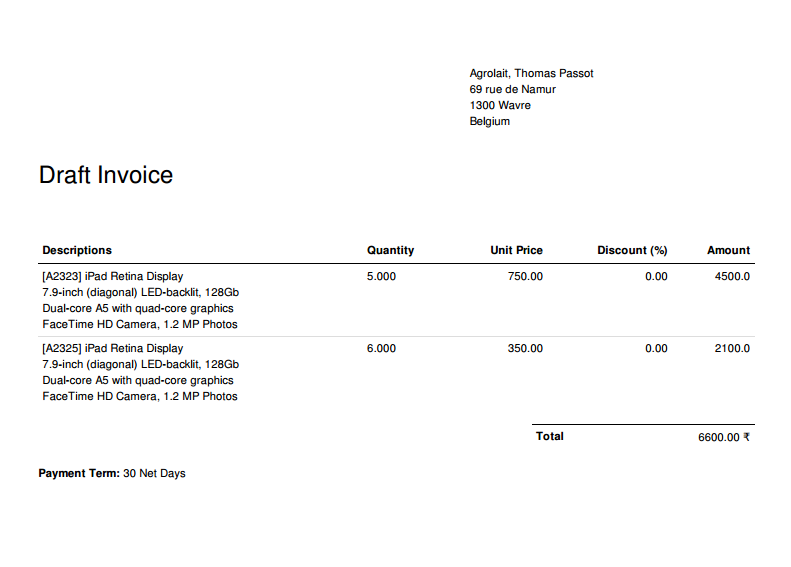 Agrolait, Thomas Passot
69 rue de Namur
1300 Wavre
Belgium
Draft Invoice
Descriptions Quantity Unit Price Discount (%) Amount
[A2323] iPad Retina Display 5.000 750.00 0.00 4500.0
7.9-inch (diagonal) LED-backlit, 128Gb
Dual-core A5 with quad-core graphics
FaceTime HD Camera, 1.2 MP Photos
[A2325] iPad Retina Display 6.000 350.00 0.00 2100.0
7.9-inch (diagonal) LED-backlit, 128Gb
Dual-core A5 with quad-core graphics
FaceTime HD Camera, 1.2 MP Photos
Total 6600.00 ₹
Payment Term: 30 Net Days